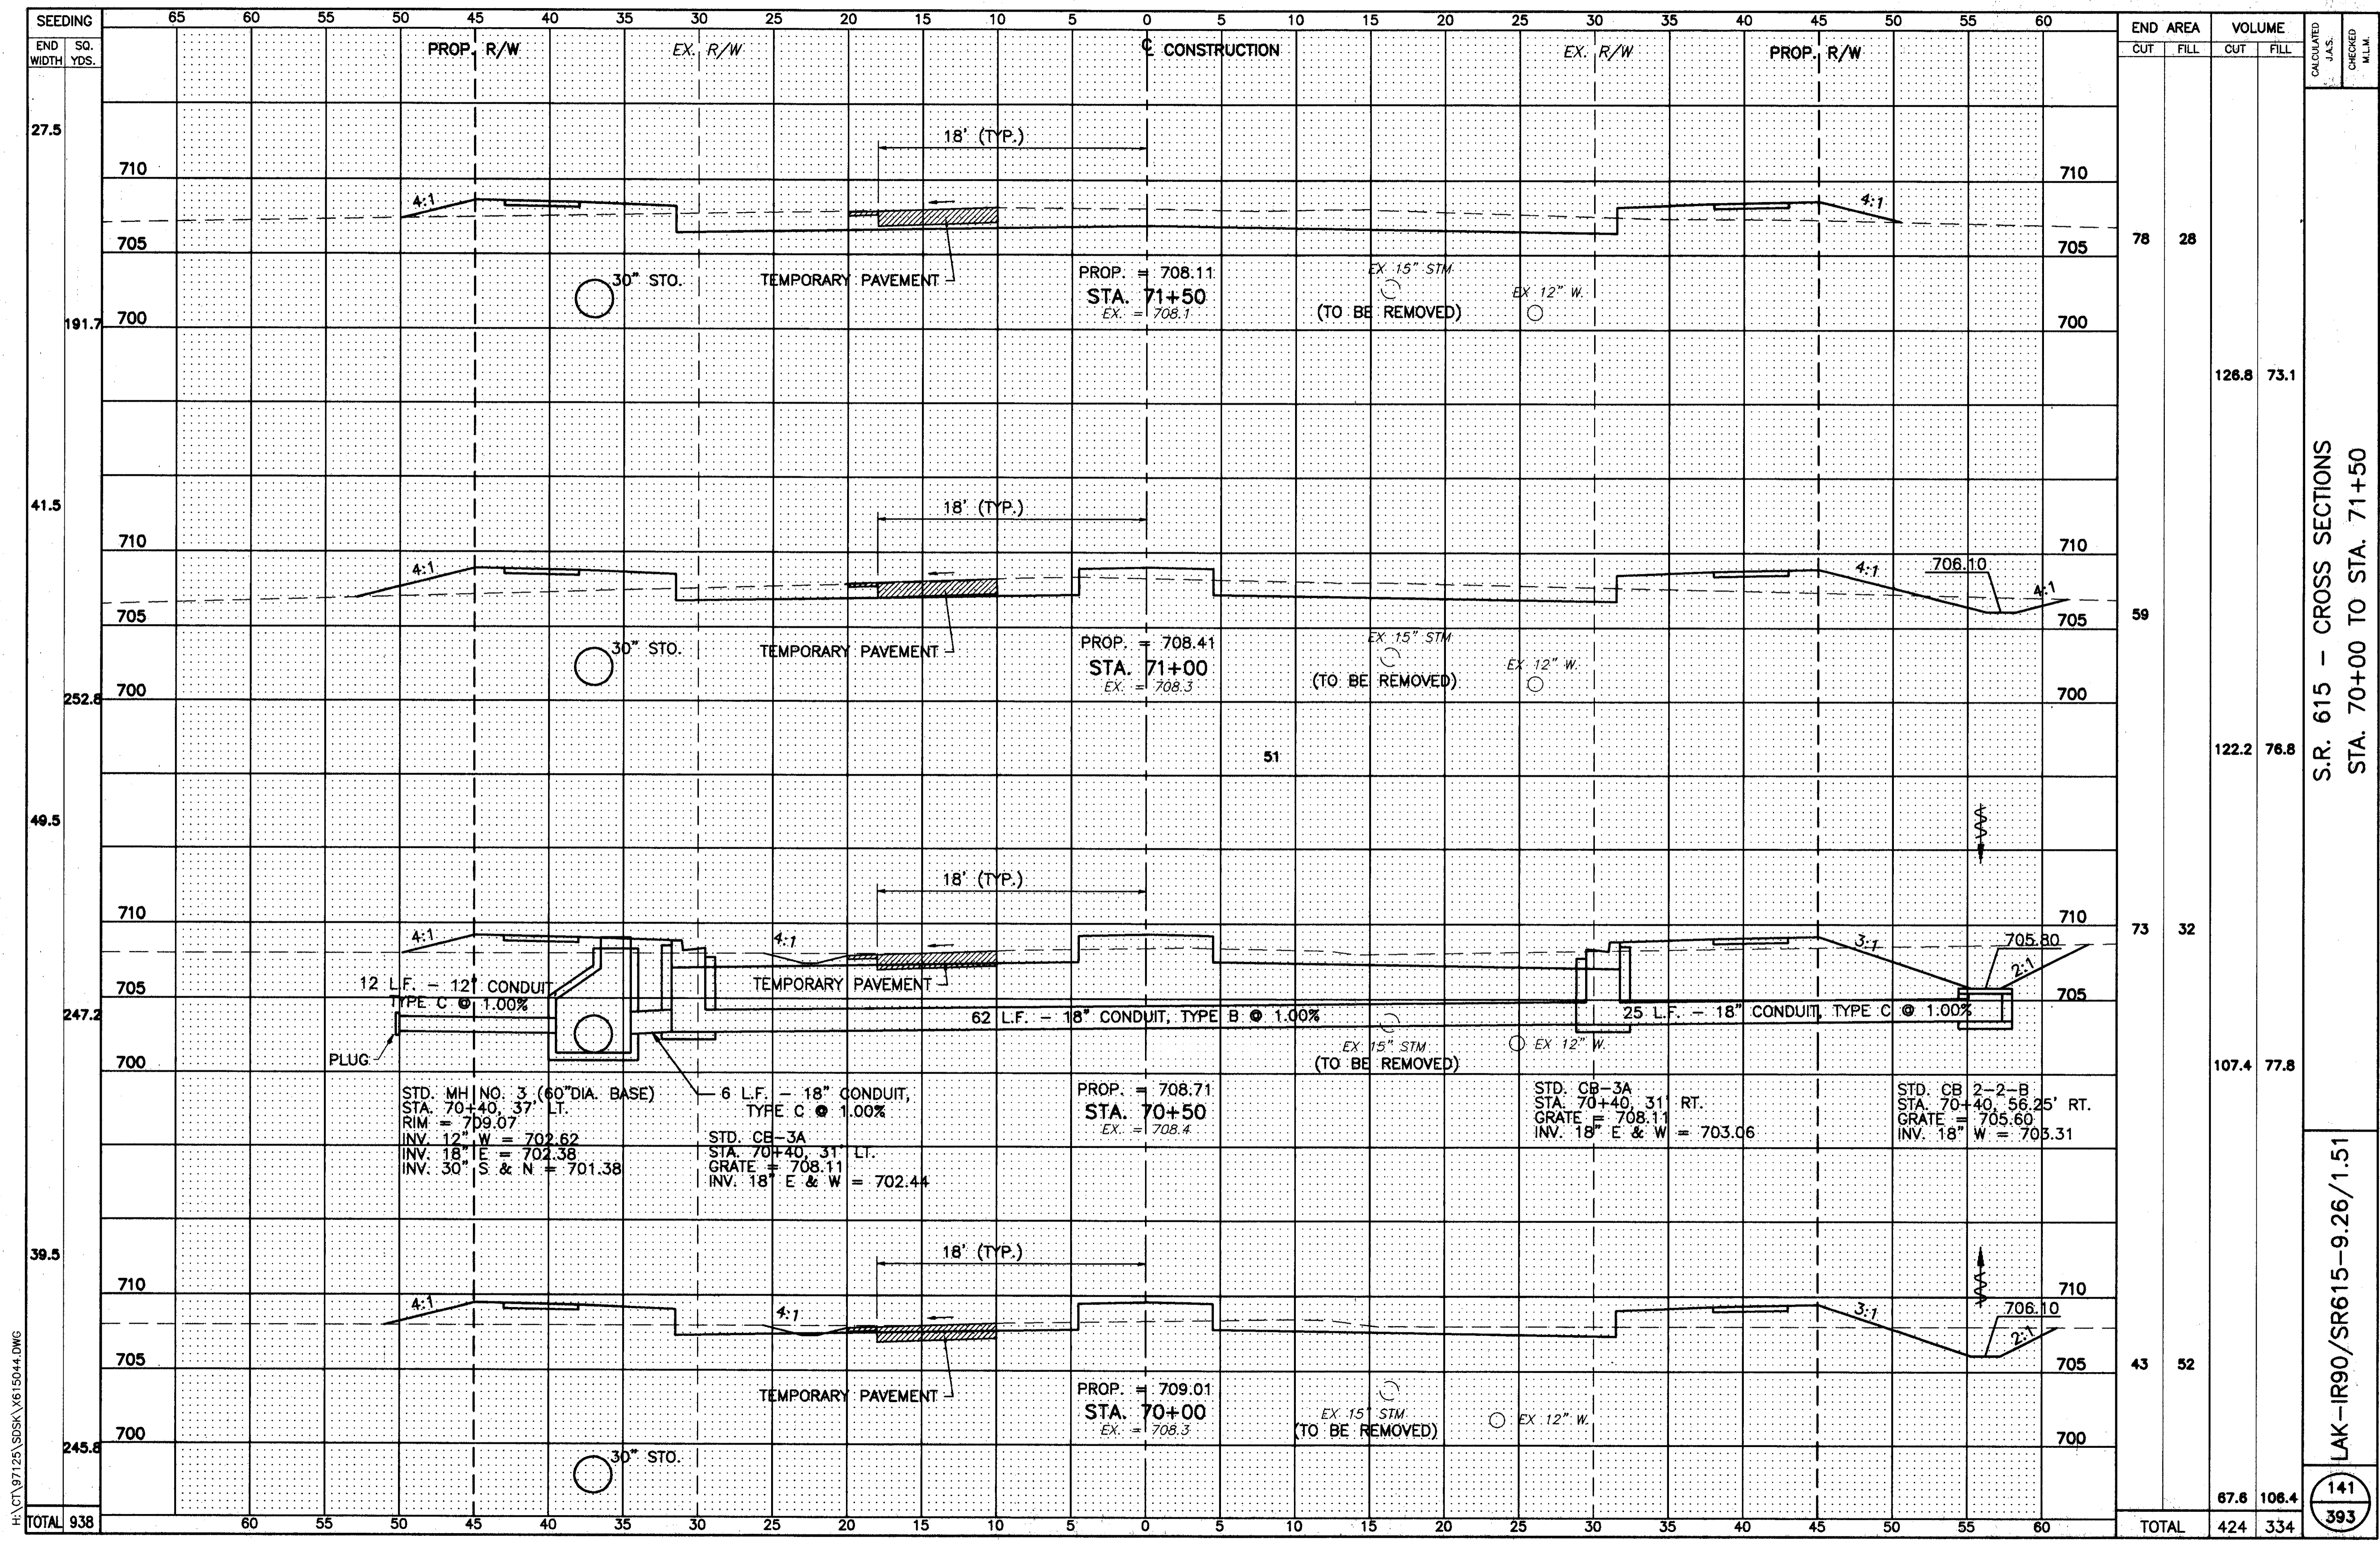 SEEDING
END WIDTH
SQ. YDS.
65 60 55 50 45 40 35 30 25 20 15 10 5 0 5 10 15 20 25 30 35 40 45 50 55 60
END AREA
VOLUME
CUT FILL CUT FILL
CALCULATED
J.A.S.
CHECKED
M.L.M.
PROP. R/W
EX. R/W
℄ CONSTRUCTION
EX. R/W
PROP. R/W
27.5
18' (TYP.)
710
710
4:1
4:1
705
705
78 28
30" STO.
TEMPORARY PAVEMENT
PROP. = 708.11
STA. 71+50
EX. = 708.1
EX 15" STM
(TO BE REMOVED)
EX 12" W.
191.7
700
700
126.8 73.1
41.5
18' (TYP.)
710
710
4:1
4:1
706.10
4:1
705
705
59
30" STO.
TEMPORARY PAVEMENT
PROP. = 708.41
STA. 71+00
EX. = 708.3
EX 15" STM
(TO BE REMOVED)
EX 12" W.
252.8
700
700
51
122.2 76.8
49.5
18' (TYP.)
710
710
4:1
4:1
3:1
705.80
2:1
73 32
12 L.F. - 12" CONDUIT
TYPE C @ 1.00%
705
705
TEMPORARY PAVEMENT
247.2
62 L.F. - 18" CONDUIT, TYPE B @ 1.00%
25 L.F. - 18" CONDUIT, TYPE C @ 1.00%
PLUG
EX 15" STM
(TO BE REMOVED)
EX 12" W.
700
700
107.4 77.8
STD. MH NO. 3 (60"DIA. BASE)
STA. 70+40, 37' LT.
RIM = 709.07
INV. 12" W = 702.62
INV. 18" E = 702.38
INV. 30" S & N = 701.38
6 L.F. - 18" CONDUIT,
TYPE C @ 1.00%
STD. CB-3A
STA. 70+40, 31' LT.
GRATE = 708.11
INV. 18" E & W = 702.44
PROP. = 708.71
STA. 70+50
EX. = 708.4
STD. CB-3A
STA. 70+40, 31' RT.
GRATE = 708.11
INV. 18" E & W = 703.06
STD. CB 2-2-B
STA. 70+40, 56.25' RT.
GRATE = 705.60
INV. 18" W = 703.31
39.5
18' (TYP.)
710
710
4:1
4:1
3:1
706.10
2:1
705
705
43 52
TEMPORARY PAVEMENT
PROP. = 709.01
STA. 70+00
EX. = 708.3
EX 15" STM
(TO BE REMOVED)
EX 12" W.
245.8
700
700
30" STO.
67.6 106.4
TOTAL 938
60 55 50 45 40 35 30 25 20 15 10 5 0 5 10 15 20 25 30 35 40 45 50 55 60
TOTAL 424 334
S.R. 615 - CROSS SECTIONS
STA. 70+00 TO STA. 71+50
LAK-IR90/SR615-9.26/1.51
141
393
H:\CT\97125\SDSK\X615044.DWG